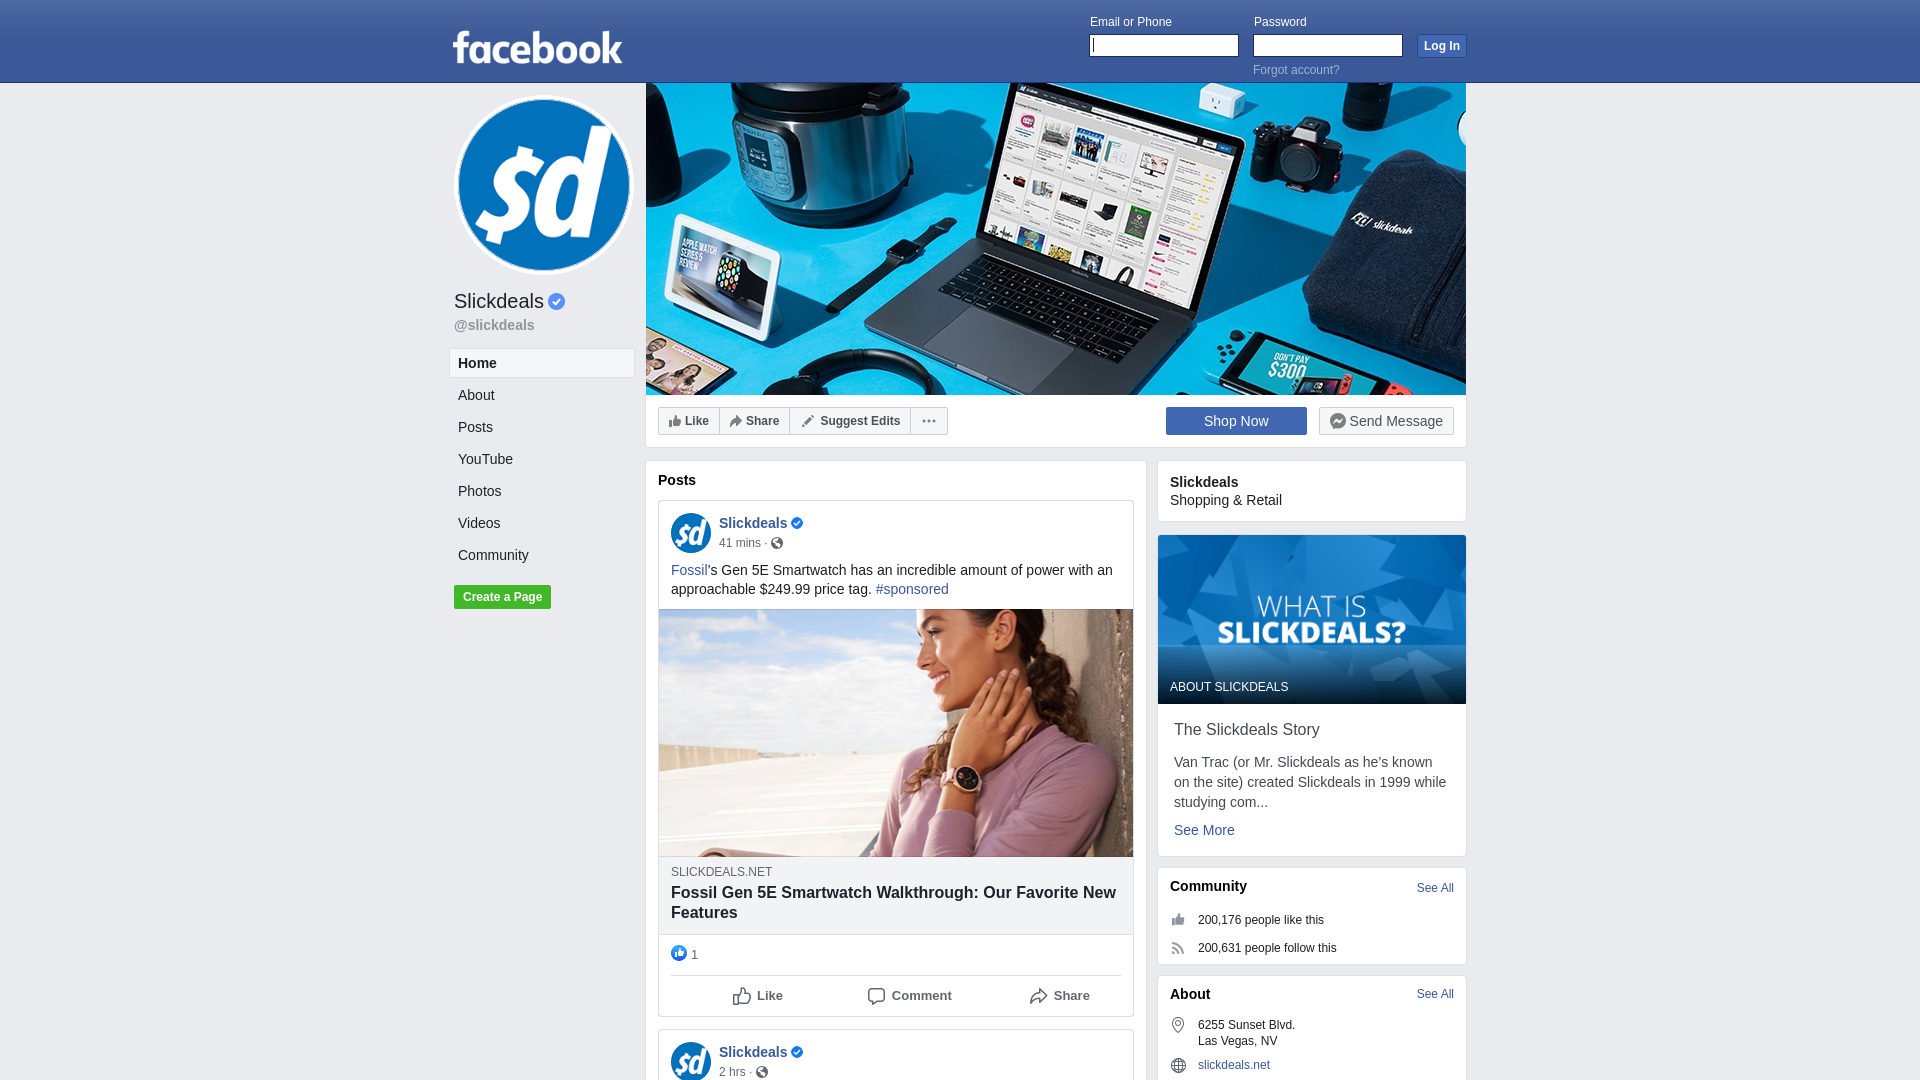 facebook
Email or Phone
Password
Log In
Forgot account?
$d
Slickdeals
@slickdeals
Home
About
Posts
YouTube
Photos
Videos
Community
Create a Page
APPLE WATCH
SERIES 5
REVIEW
slickdeals
DON'T PAY
$300
Like
Share
Suggest Edits
Shop Now
Send Message
Posts
$d
Slickdeals
41 mins ·
Fossil's Gen 5E Smartwatch has an incredible amount of power with an
approachable $249.99 price tag. #sponsored
SLICKDEALS.NET
Fossil Gen 5E Smartwatch Walkthrough: Our Favorite New
Features
1
Like
Comment
Share
$d
Slickdeals
2 hrs ·
Slickdeals
Shopping & Retail
WHAT IS
SLICKDEALS?
ABOUT SLICKDEALS
The Slickdeals Story
Van Trac (or Mr. Slickdeals as he’s known
on the site) created Slickdeals in 1999 while
studying com...
See More
Community
See All
200,176 people like this
200,631 people follow this
About
See All
6255 Sunset Blvd.
Las Vegas, NV
slickdeals.net